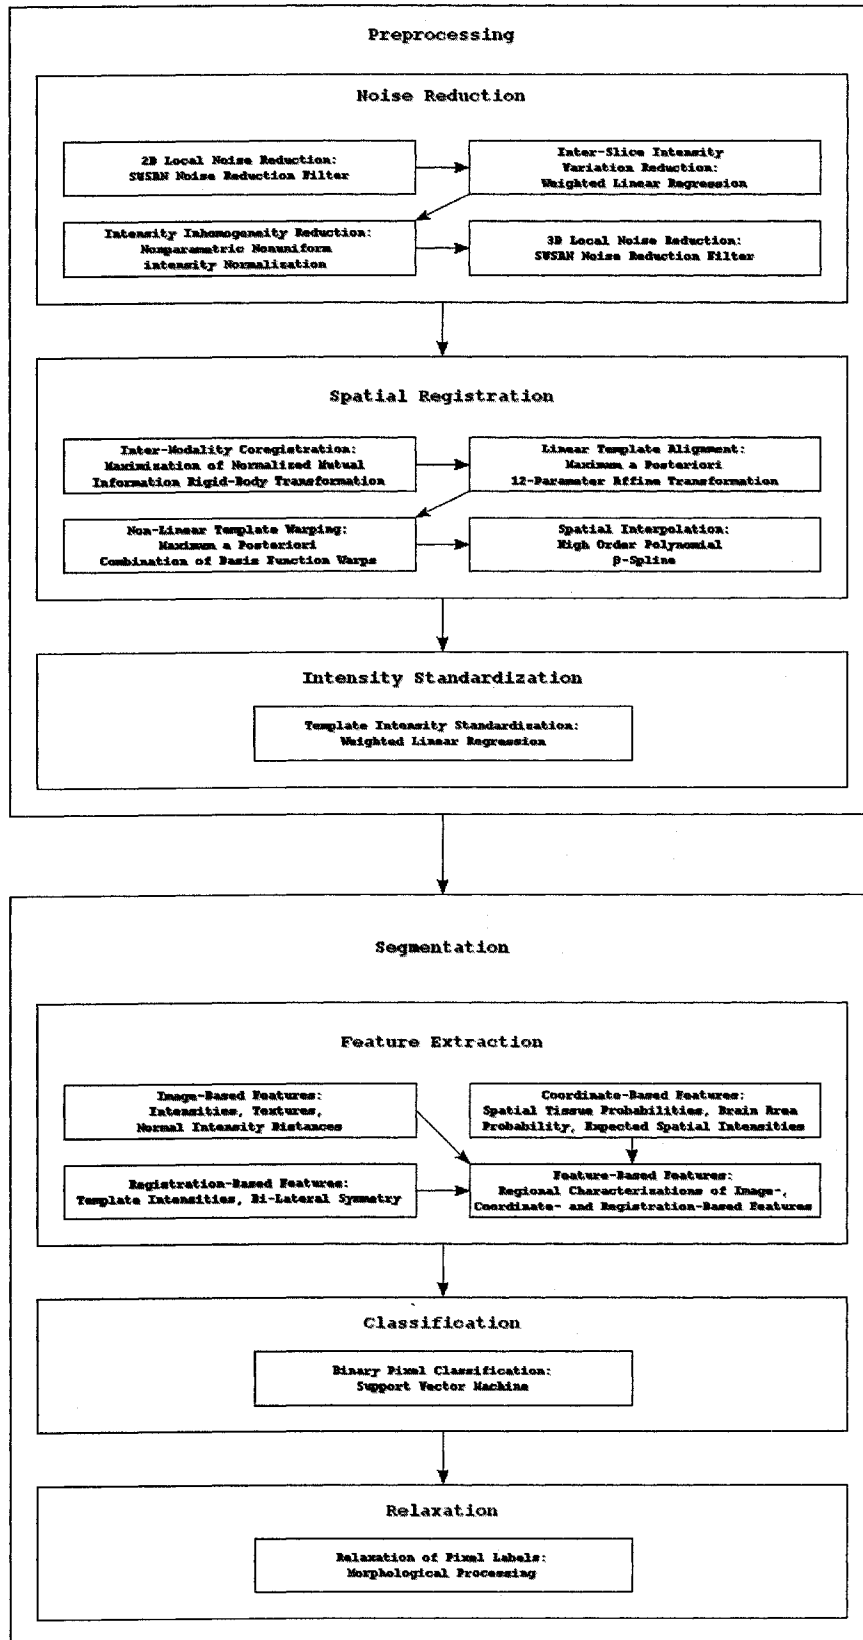 Preprocessing
Noise Reduction
2D Local Noise Reduction:
SUSAN Noise Reduction Filter
Inter-Slice Intensity
Variation Reduction:
Weighted Linear Regression
Intensity Inhomogeneity Reduction:
Nonparametric Nonuniform
intensity Normalization
3D Local Noise Reduction:
SUSAN Noise Reduction Filter
Spatial Registration
Inter-Modality Coregistration:
Maximization of Normalized Mutual
Information Rigid-Body Transformation
Linear Template Alignment:
Maximum a Posteriori
12-Parameter Affine Transformation
Non-Linear Template Warping:
Maximum a Posteriori
Combination of Basis Function Warps
Spatial Interpolation:
High Order Polynomial
β-Spline
Intensity Standardization
Template Intensity Standardization:
Weighted Linear Regression
Segmentation
Feature Extraction
Image-Based Features:
Intensities, Textures,
Normal Intensity Distances
Coordinate-Based Features:
Spatial Tissue Probabilities, Brain Area
Probability, Expected Spatial Intensities
Registration-Based Features:
Template Intensities, Bi-Lateral Symmetry
Feature-Based Features:
Regional Characterizations of Image-,
Coordinate- and Registration-Based Features
Classification
Binary Pixel Classification:
Support Vector Machine
Relaxation
Relaxation of Pixel Labels:
Morphological Processing